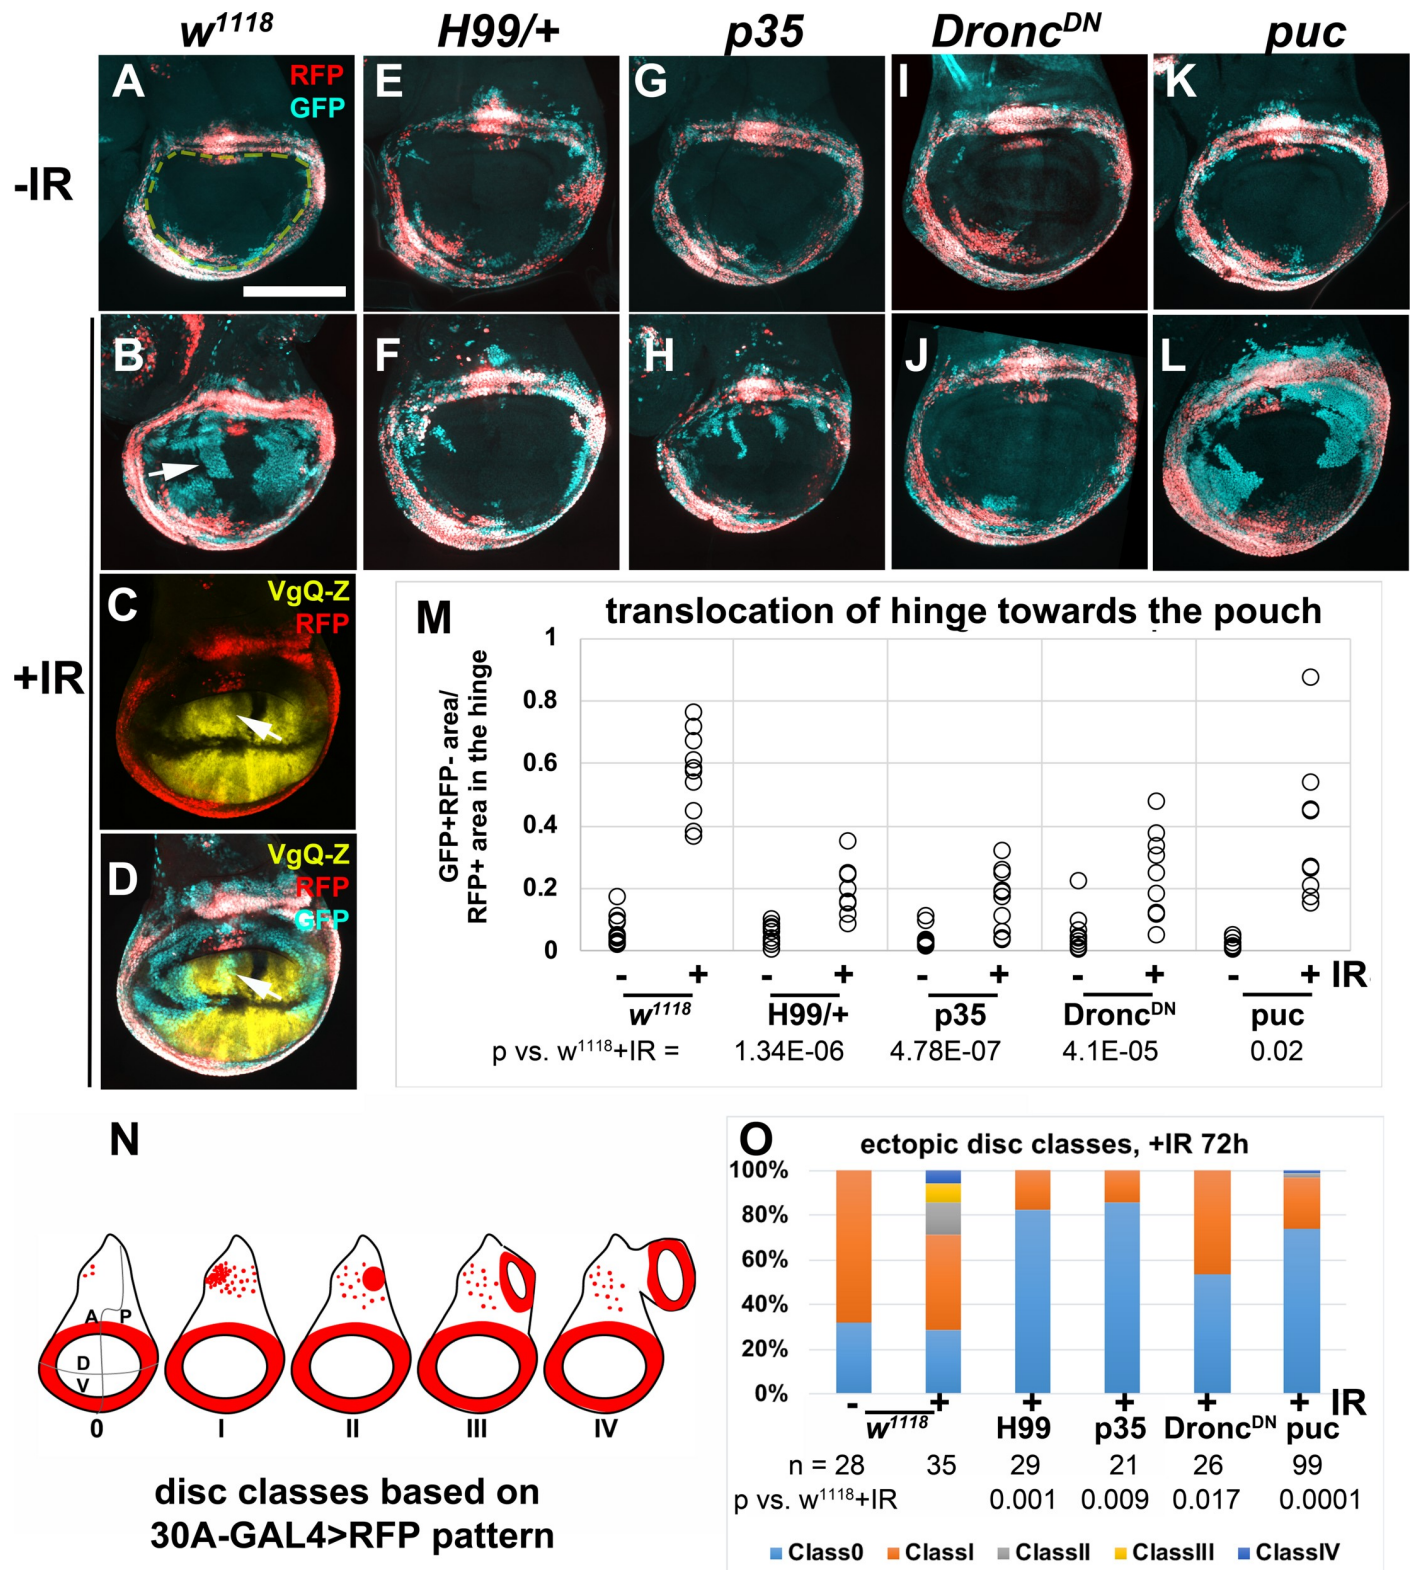 w1118 H99/+ p35 DroncDN puc
-IR
A RFP GFP
E
G
I
K
+IR
B
F
H
J
L
C VgQ-Z RFP
D VgQ-Z RFP GFP
M translocation of hinge towards the pouch
GFP+RFP- area/
RFP+ area in the hinge
1
0.8
0.6
0.4
0.2
0
- + - + - + - + - + IR
w1118 H99/+ p35 DroncDN puc
p vs. w1118+IR = 1.34E-06 4.78E-07 4.1E-05 0.02
N
A P
D
V
0 I II III IV
disc classes based on
30A-GAL4>RFP pattern
O ectopic disc classes, +IR 72h
100%
80%
60%
40%
20%
0%
- + + + + + IR
w1118 H99 p35 DroncDN puc
n = 28 35 29 21 26 99
p vs. w1118+IR 0.001 0.009 0.017 0.0001
Class0 ClassI ClassII ClassIII ClassIV